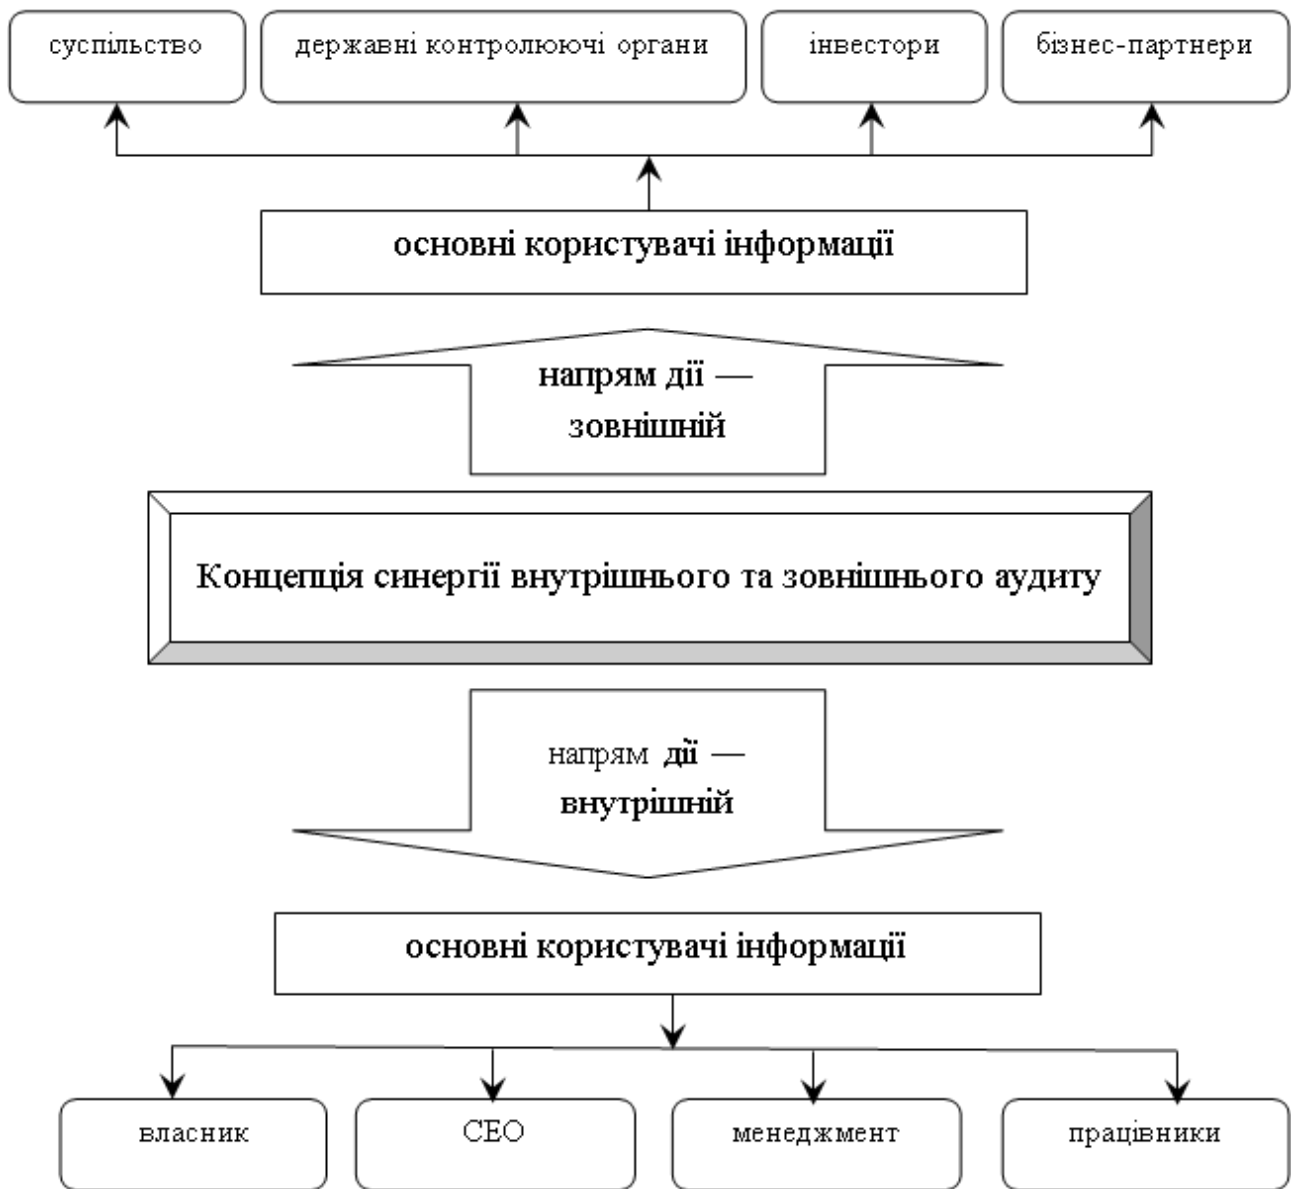 суспільство
державні контролюючі органи
інвестори
бізнес-партнери
основні користувачі інформації
напрям дії —
зовнішній
Концепція синергії внутрішнього та зовнішнього аудиту
напрям дії —
внутрішній
основні користувачі інформації
власник
СЕО
менеджмент
працівники